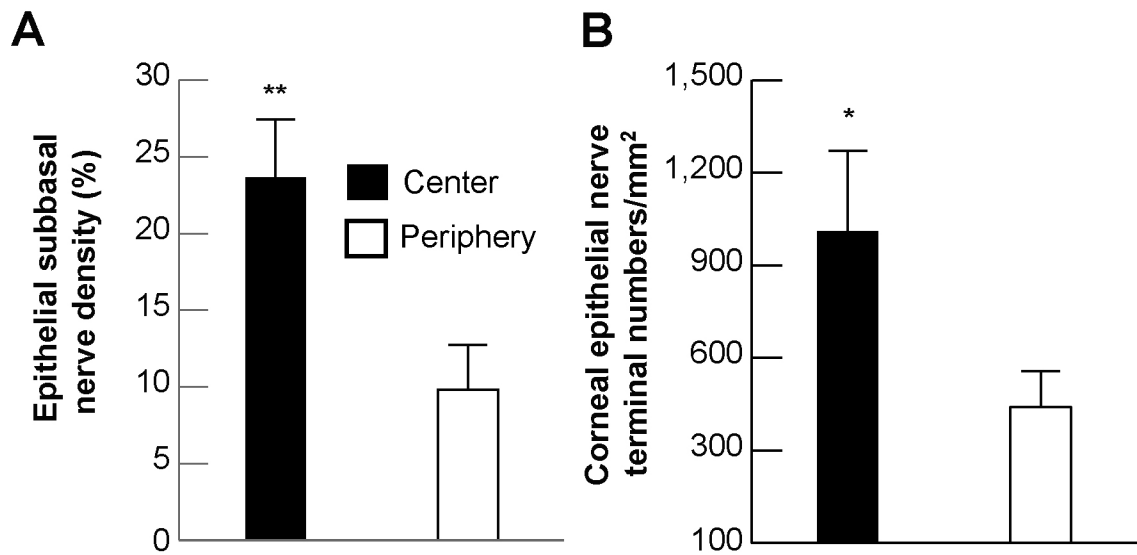 A
Epithelial subbasal
nerve density (%)
30
25
20
15
10
5
0
**
Center
Periphery
B
Corneal epithelial nerve
terminal numbers/mm²
1,500
1,200
900
600
300
100
*